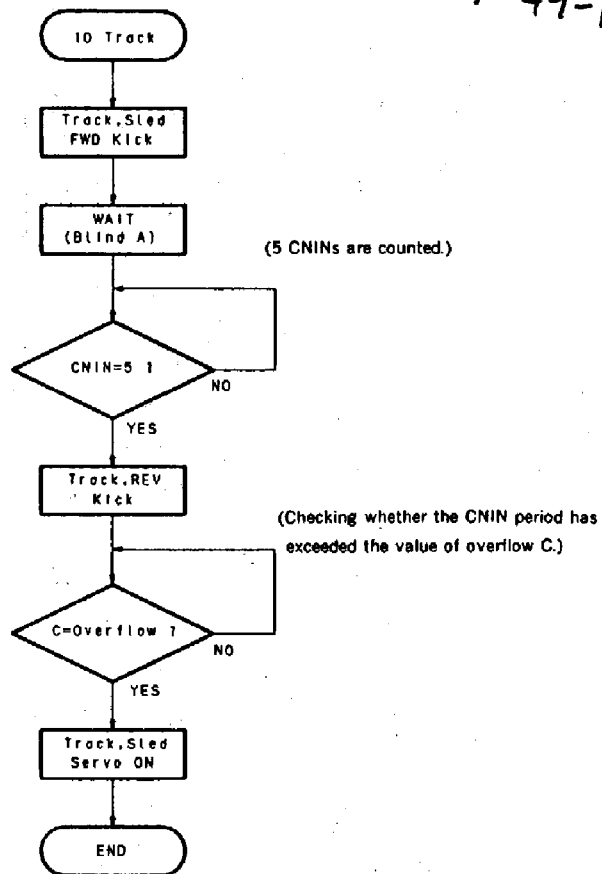 10 Track
Track,Sled
FWD Kick
WAIT
(Blind A)
(5 CNINs are counted.)
CNIN=5 ?
NO
YES
Track,REV
Kick
(Checking whether the CNIN period has
exceeded the value of overflow C.)
C=Overflow ?
NO
YES
Track,Sled
Servo ON
END